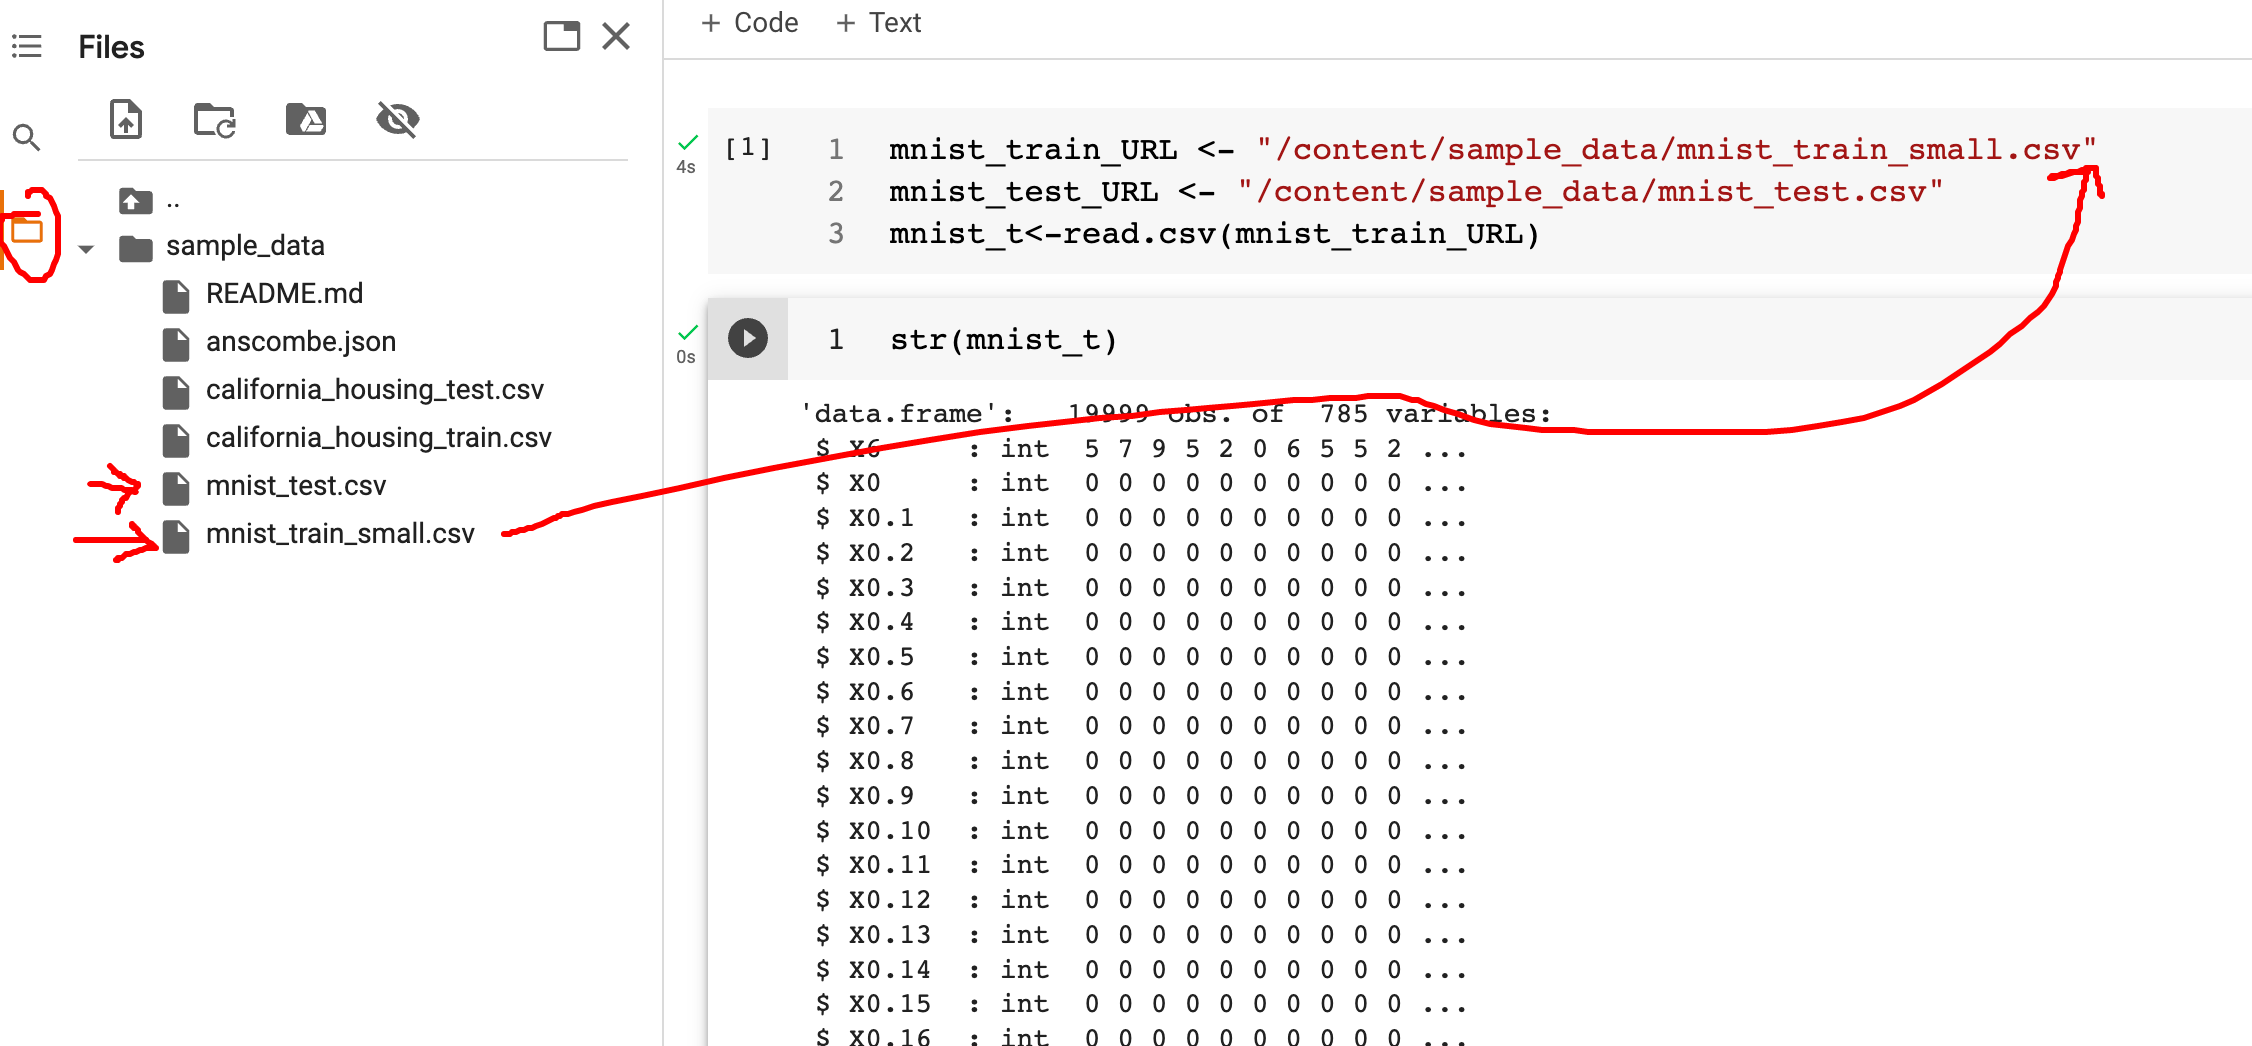 Files
..
sample_data
README.md
anscombe.json
california_housing_test.csv
california_housing_train.csv
mnist_test.csv
mnist_train_small.csv
+ Code + Text
4s [1] 1 mnist_train_URL <- "/content/sample_data/mnist_train_small.csv"
2 mnist_test_URL <- "/content/sample_data/mnist_test.csv"
3 mnist_t<-read.csv(mnist_train_URL)
0s 1 str(mnist_t)
'data.frame': 19999 obs. of 785 variables:
$ X6 : int 5 7 9 5 2 0 6 5 5 2 ...
$ X0 : int 0 0 0 0 0 0 0 0 0 0 ...
$ X0.1 : int 0 0 0 0 0 0 0 0 0 0 ...
$ X0.2 : int 0 0 0 0 0 0 0 0 0 0 ...
$ X0.3 : int 0 0 0 0 0 0 0 0 0 0 ...
$ X0.4 : int 0 0 0 0 0 0 0 0 0 0 ...
$ X0.5 : int 0 0 0 0 0 0 0 0 0 0 ...
$ X0.6 : int 0 0 0 0 0 0 0 0 0 0 ...
$ X0.7 : int 0 0 0 0 0 0 0 0 0 0 ...
$ X0.8 : int 0 0 0 0 0 0 0 0 0 0 ...
$ X0.9 : int 0 0 0 0 0 0 0 0 0 0 ...
$ X0.10 : int 0 0 0 0 0 0 0 0 0 0 ...
$ X0.11 : int 0 0 0 0 0 0 0 0 0 0 ...
$ X0.12 : int 0 0 0 0 0 0 0 0 0 0 ...
$ X0.13 : int 0 0 0 0 0 0 0 0 0 0 ...
$ X0.14 : int 0 0 0 0 0 0 0 0 0 0 ...
$ X0.15 : int 0 0 0 0 0 0 0 0 0 0 ...
$ X0.16 : int 0 0 0 0 0 0 0 0 0 0 ...